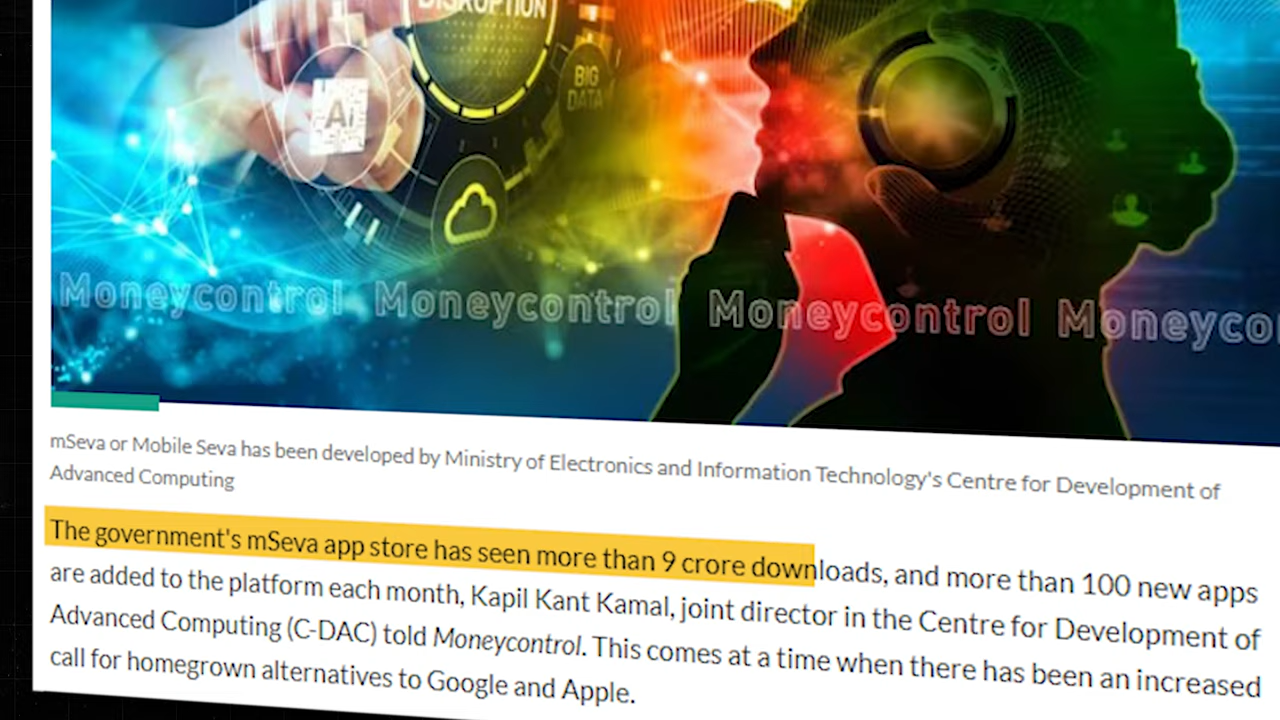 DISRUPTION
BIG
DATA
Ai
Moneycontrol Moneycontrol Moneycontrol Moneyco
mSeva or Mobile Seva has been developed by Ministry of Electronics and Information Technology's Centre for Development of
Advanced Computing
The government's mSeva app store has seen more than 9 crore downloads, and more than 100 new apps
are added to the platform each month, Kapil Kant Kamal, joint director in the Centre for Development of
Advanced Computing (C-DAC) told Moneycontrol. This comes at a time when there has been an increased
call for homegrown alternatives to Google and Apple.